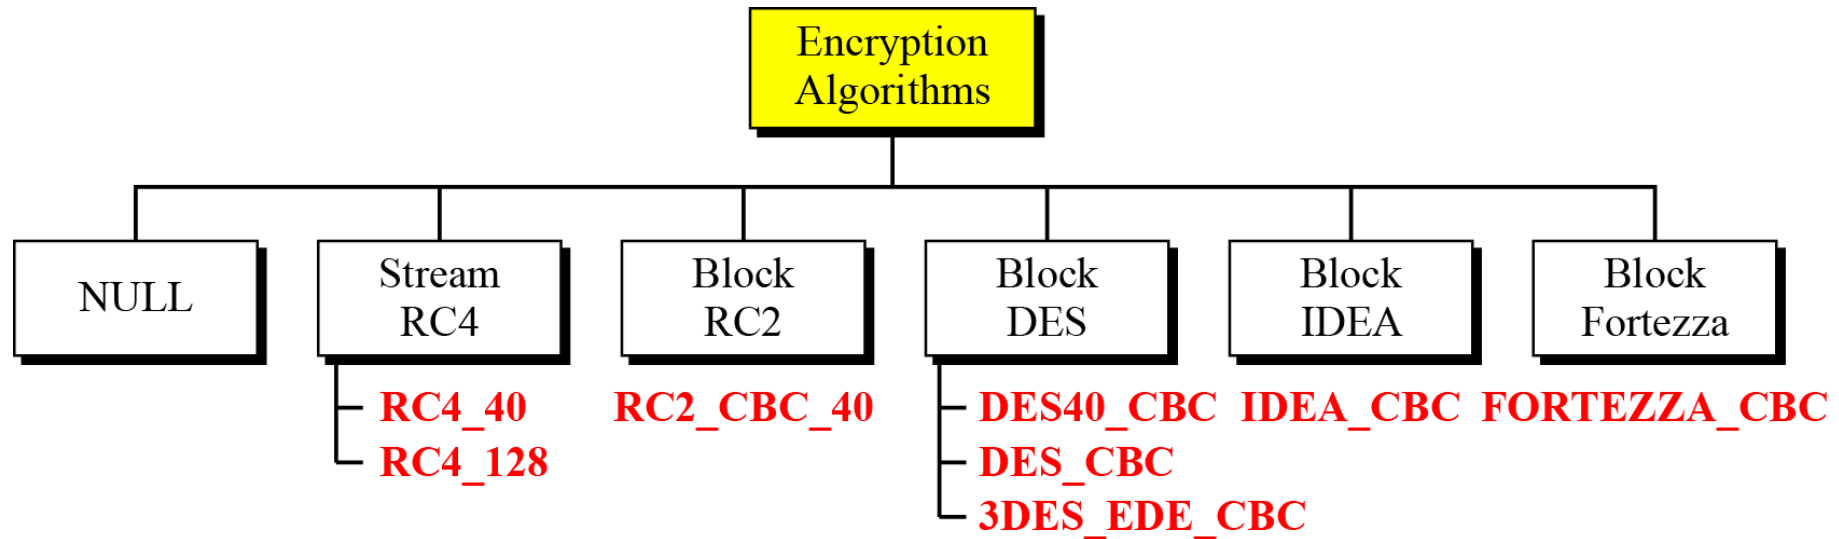 Encryption
Algorithms
NULL
Stream
RC4
Block
RC2
Block
DES
Block
IDEA
Block
Fortezza
RC4_40
RC4_128
RC2_CBC_40
DES40_CBC
DES_CBC
3DES_EDE_CBC
IDEA_CBC
FORTEZZA_CBC